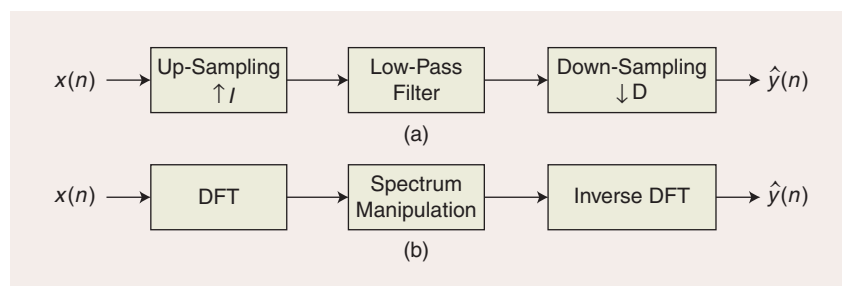 x(n)
Up-Sampling
↑I
Low-Pass
Filter
Down-Sampling
↓D
ŷ(n)
(a)
x(n)
DFT
Spectrum
Manipulation
Inverse DFT
ŷ(n)
(b)